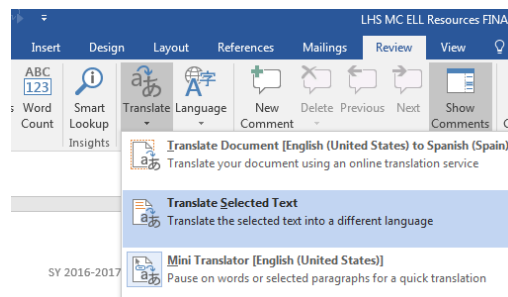 LHS MC ELL Resources FINA
Insert Design Layout References Mailings Review View
ABC 123 Word Count
Smart Lookup
Translate
Language
New Comment
Delete
Previous
Next
Show Comments
Insights
Translate Document [English (United States) to Spanish (Spain)
Translate your document using an online translation service
Translate Selected Text
Translate the selected text into a different language
Mini Translator [English (United States)]
Pause on words or selected paragraphs for a quick translation
SY 2016-2017